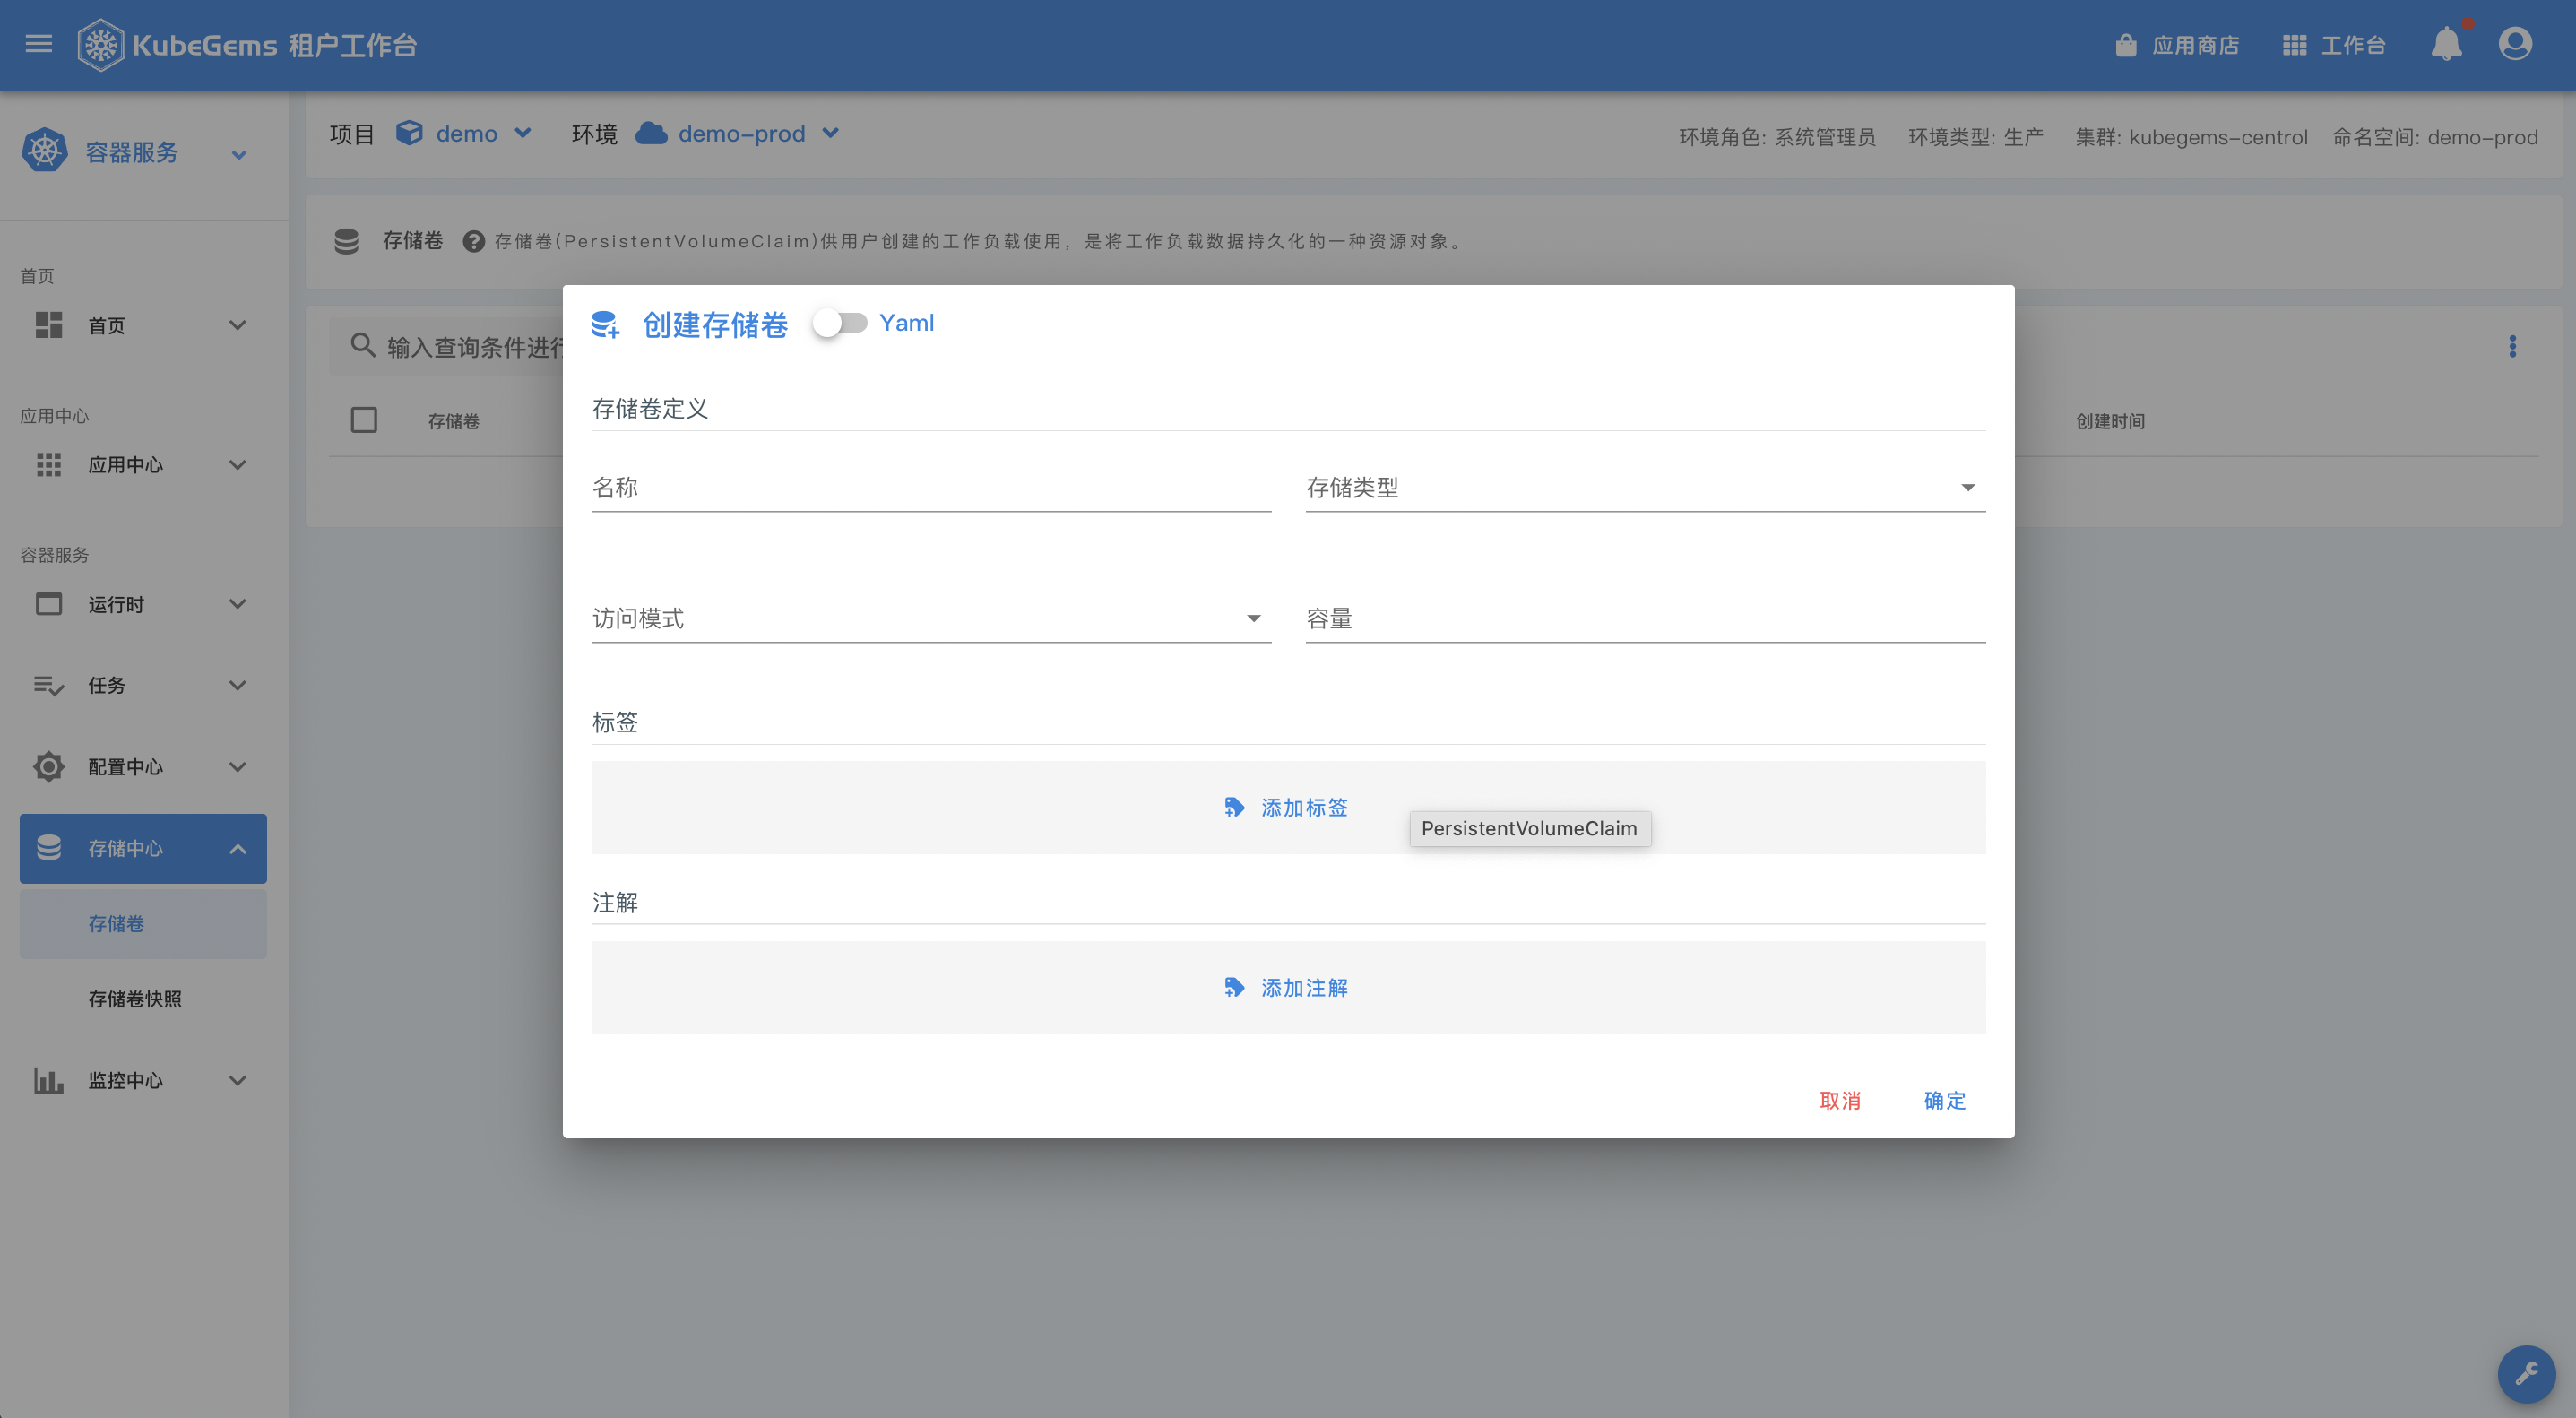 KubeGems 租户工作台
应用商店
工作台
容器服务
项目 demo 环境 demo-prod
环境角色: 系统管理员 环境类型: 生产 集群: kubegems-centrol 命名空间: demo-prod
存储卷 存储卷(PersistentVolumeClaim)供用户创建的工作负载使用，是将工作负载数据持久化的一种资源对象。
首页
首页
应用中心
应用中心
容器服务
运行时
任务
配置中心
存储中心
存储卷
存储卷快照
监控中心
输入查询条件进行
存储卷
创建时间
创建存储卷 Yaml
存储卷定义
名称
存储类型
访问模式
容量
标签
添加标签
PersistentVolumeClaim
注解
添加注解
取消
确定